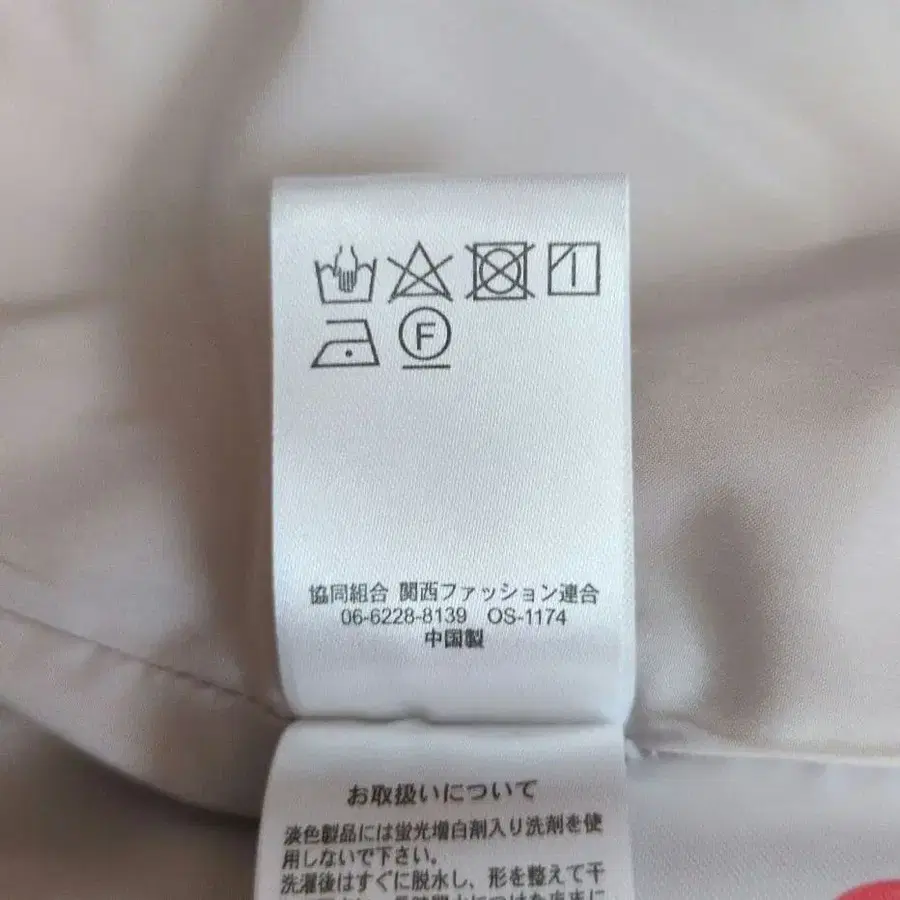 F
協同組合 関西ファッション連合
06-6228-8139 OS-1174
中国製
お取扱いについて
淡色製品には蛍光増白剤入り洗剤を使
用しないで下さい。
洗濯後はすぐに脱水し、形を整えて干